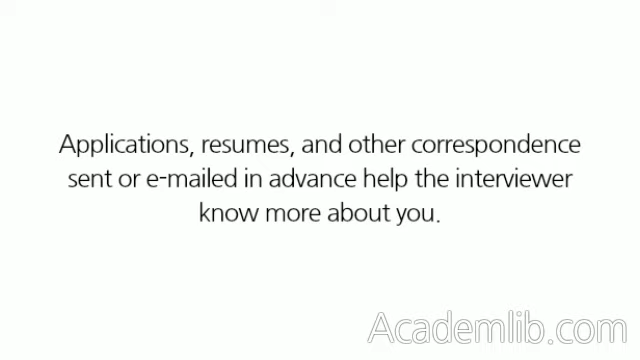 Applications, resumes, and other correspondence
sent or e-mailed in advance help the interviewer
know more about you.
Academlib.com